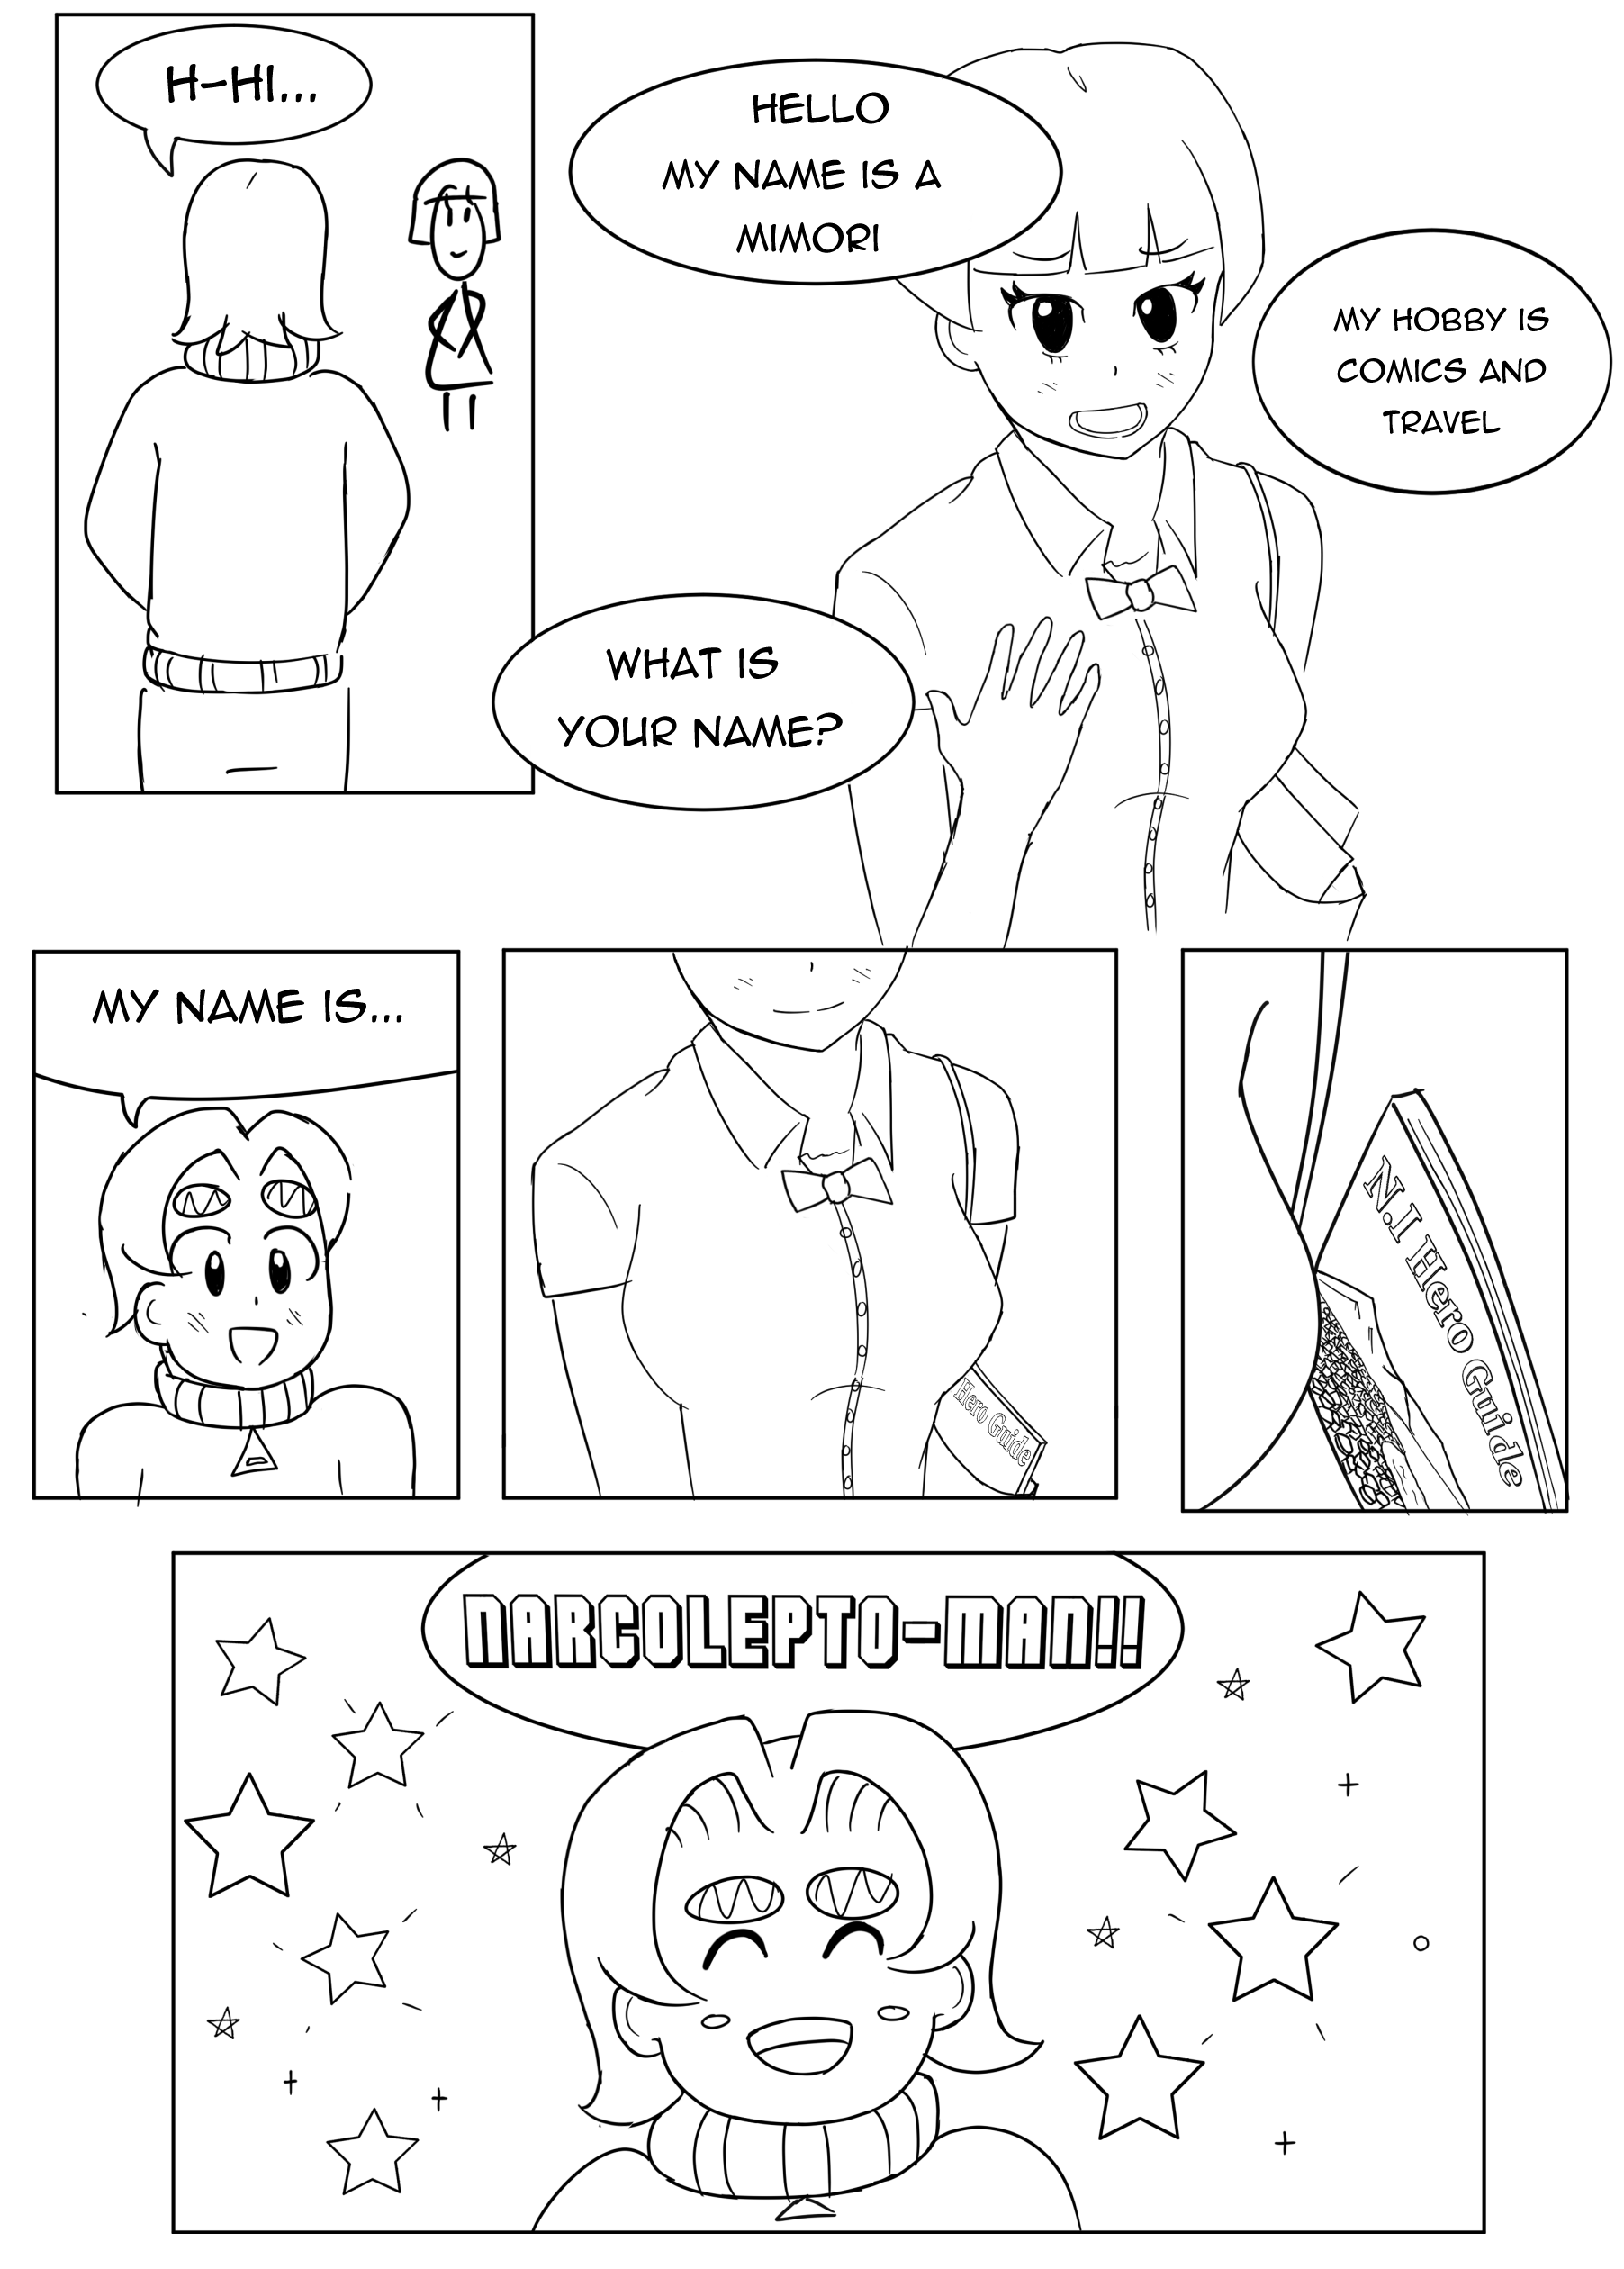 H-HI...
HELLO
MY NAME IS A
MIMORI
MY HOBBY IS
COMICS AND
TRAVEL
WHAT IS
YOUR NAME?
MY NAME IS...
Hero Guide
N.I Hero Guide
NARCOLEPTO-MAN!!